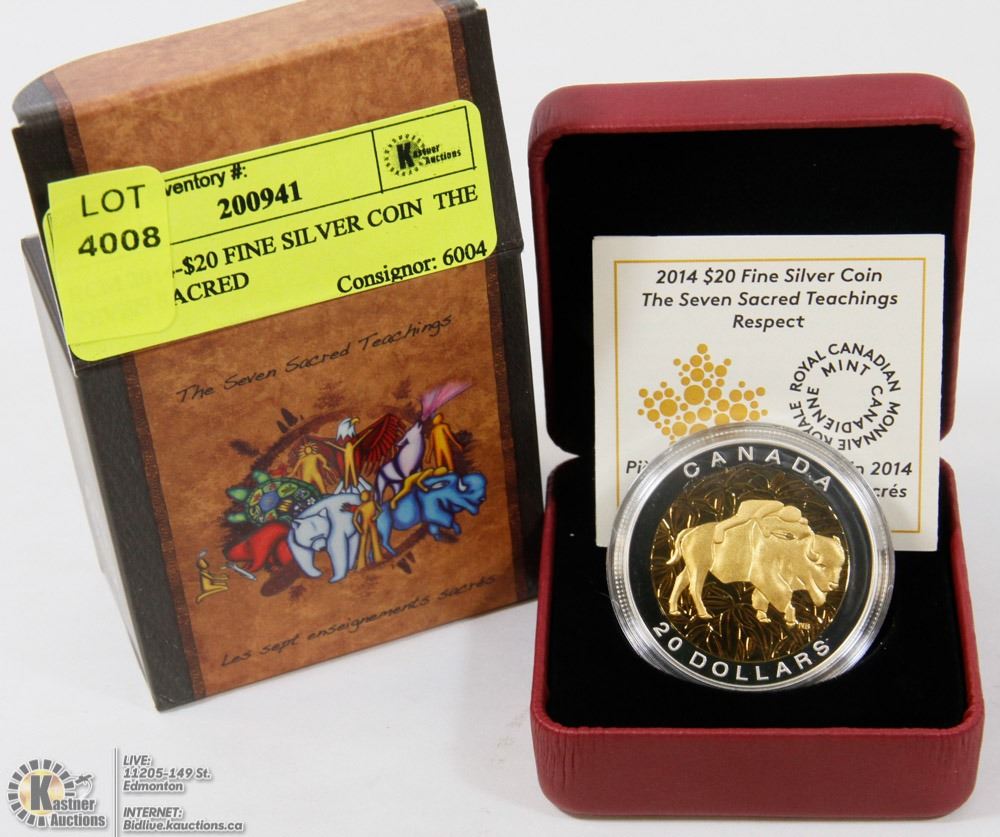 LOT
4008
ventory #:
200941
Kastner
Auctions
-$20 FINE SILVER COIN THE
ACRED
Consignor: 6004
The Seven Sacred Teachings
Les sept enseignements sacrés
2014 $20 Fine Silver Coin
The Seven Sacred Teachings
Respect
ROYAL CANADIAN MINT
MONNAIE ROYALE CANADIENNE
Piè
n 2014
crés
CANADA
20 DOLLARS
Kastner
Auctions
LIVE:
11205-149 St.
Edmonton
INTERNET:
Bidlive.kauctions.ca